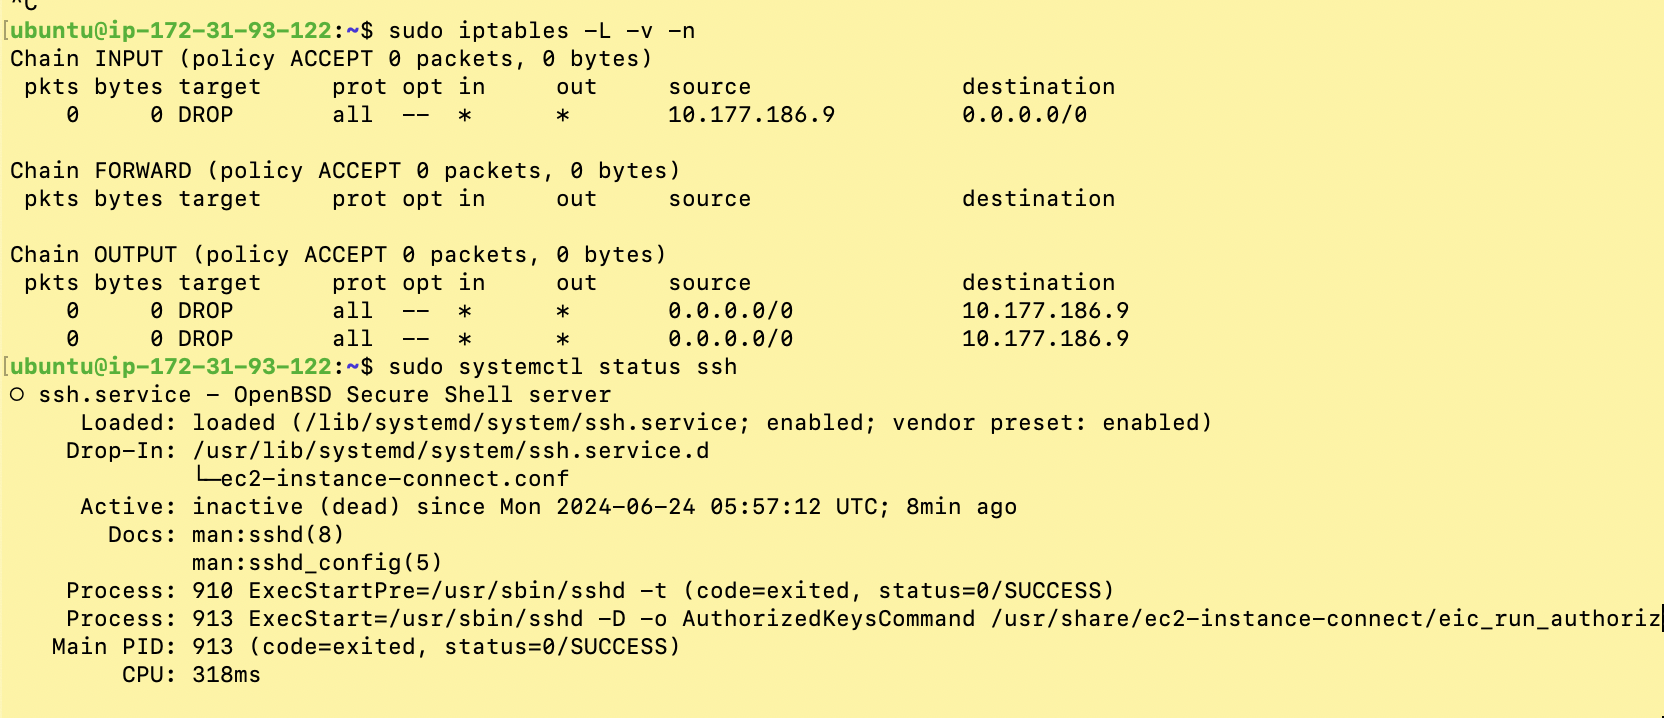 ^C
[ubuntu@ip-172-31-93-122:~$ sudo iptables -L -v -n
Chain INPUT (policy ACCEPT 0 packets, 0 bytes)
 pkts bytes target     prot opt in     out     source               destination
    0     0 DROP       all  --  *      *       10.177.186.9         0.0.0.0/0

Chain FORWARD (policy ACCEPT 0 packets, 0 bytes)
 pkts bytes target     prot opt in     out     source               destination

Chain OUTPUT (policy ACCEPT 0 packets, 0 bytes)
 pkts bytes target     prot opt in     out     source               destination
    0     0 DROP       all  --  *      *       0.0.0.0/0            10.177.186.9
    0     0 DROP       all  --  *      *       0.0.0.0/0            10.177.186.9
[ubuntu@ip-172-31-93-122:~$ sudo systemctl status ssh
○ ssh.service - OpenBSD Secure Shell server
     Loaded: loaded (/lib/systemd/system/ssh.service; enabled; vendor preset: enabled)
    Drop-In: /usr/lib/systemd/system/ssh.service.d
             └─ec2-instance-connect.conf
     Active: inactive (dead) since Mon 2024-06-24 05:57:12 UTC; 8min ago
       Docs: man:sshd(8)
             man:sshd_config(5)
    Process: 910 ExecStartPre=/usr/sbin/sshd -t (code=exited, status=0/SUCCESS)
    Process: 913 ExecStart=/usr/sbin/sshd -D -o AuthorizedKeysCommand /usr/share/ec2-instance-connect/eic_run_authoriz
   Main PID: 913 (code=exited, status=0/SUCCESS)
        CPU: 318ms